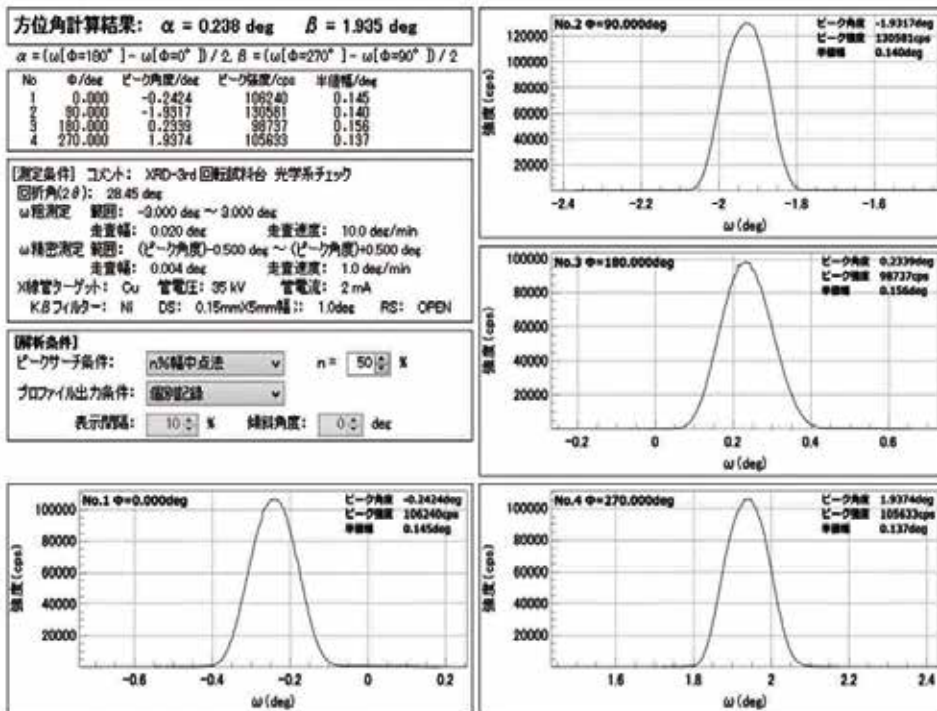 方位角計算結果: α = 0.238 deg β = 1.935 deg
α = (ω[Φ=180°] - ω[Φ=0°]) / 2, β = (ω[Φ=270°] - ω[Φ=90°]) / 2
No Φ/deg ピーク角度/deg ピーク強度/cps 半値幅/deg
1 0.000 -0.2424 106240 0.145
2 90.000 -1.9317 130581 0.140
3 180.000 0.2339 98737 0.156
4 270.000 1.9374 105633 0.137
[測定条件] コメント: XRD-3rd 回転試料台 光学系チェック
回折角(2θ): 28.45 deg
ω粗測定 範囲: -3.000 deg ~ 3.000 deg
走査幅: 0.020 deg 走査速度: 10.0 deg/min
ω精密測定 範囲: (ピーク角度)-0.500 deg ~ (ピーク角度)+0.500 deg
走査幅: 0.004 deg 走査速度: 1.0 deg/min
X線管ターゲット: Cu 管電圧: 35 kV 管電流: 2 mA
Kβフィルター: Ni DS: 0.15mmX5mm幅 : 1.0deg RS: OPEN
[解析条件]
ピークサーチ条件: n%幅中点法 n = 50 %
プロファイル出力条件: 個別記録
表示間隔: 10 % 傾斜角度: 0 deg
No.1 Φ=0.000deg
ピーク角度 -0.2424deg
ピーク強度 106240cps
半値幅 0.145deg
強度(cps)
100000
80000
60000
40000
20000
-0.6 -0.4 -0.2 0 0.2
ω(deg)
No.2 Φ=90.000deg
ピーク角度 -1.9317deg
ピーク強度 130581cps
半値幅 0.140deg
強度(cps)
120000
100000
80000
60000
40000
20000
-2.4 -2.2 -2 -1.8 -1.6
ω(deg)
No.3 Φ=180.000deg
ピーク角度 0.2339deg
ピーク強度 98737cps
半値幅 0.156deg
強度(cps)
100000
80000
60000
40000
20000
-0.2 0 0.2 0.4 0.6
ω(deg)
No.4 Φ=270.000deg
ピーク角度 1.9374deg
ピーク強度 105633cps
半値幅 0.137deg
強度(cps)
100000
80000
60000
40000
20000
1.6 1.8 2 2.2 2.4
ω(deg)